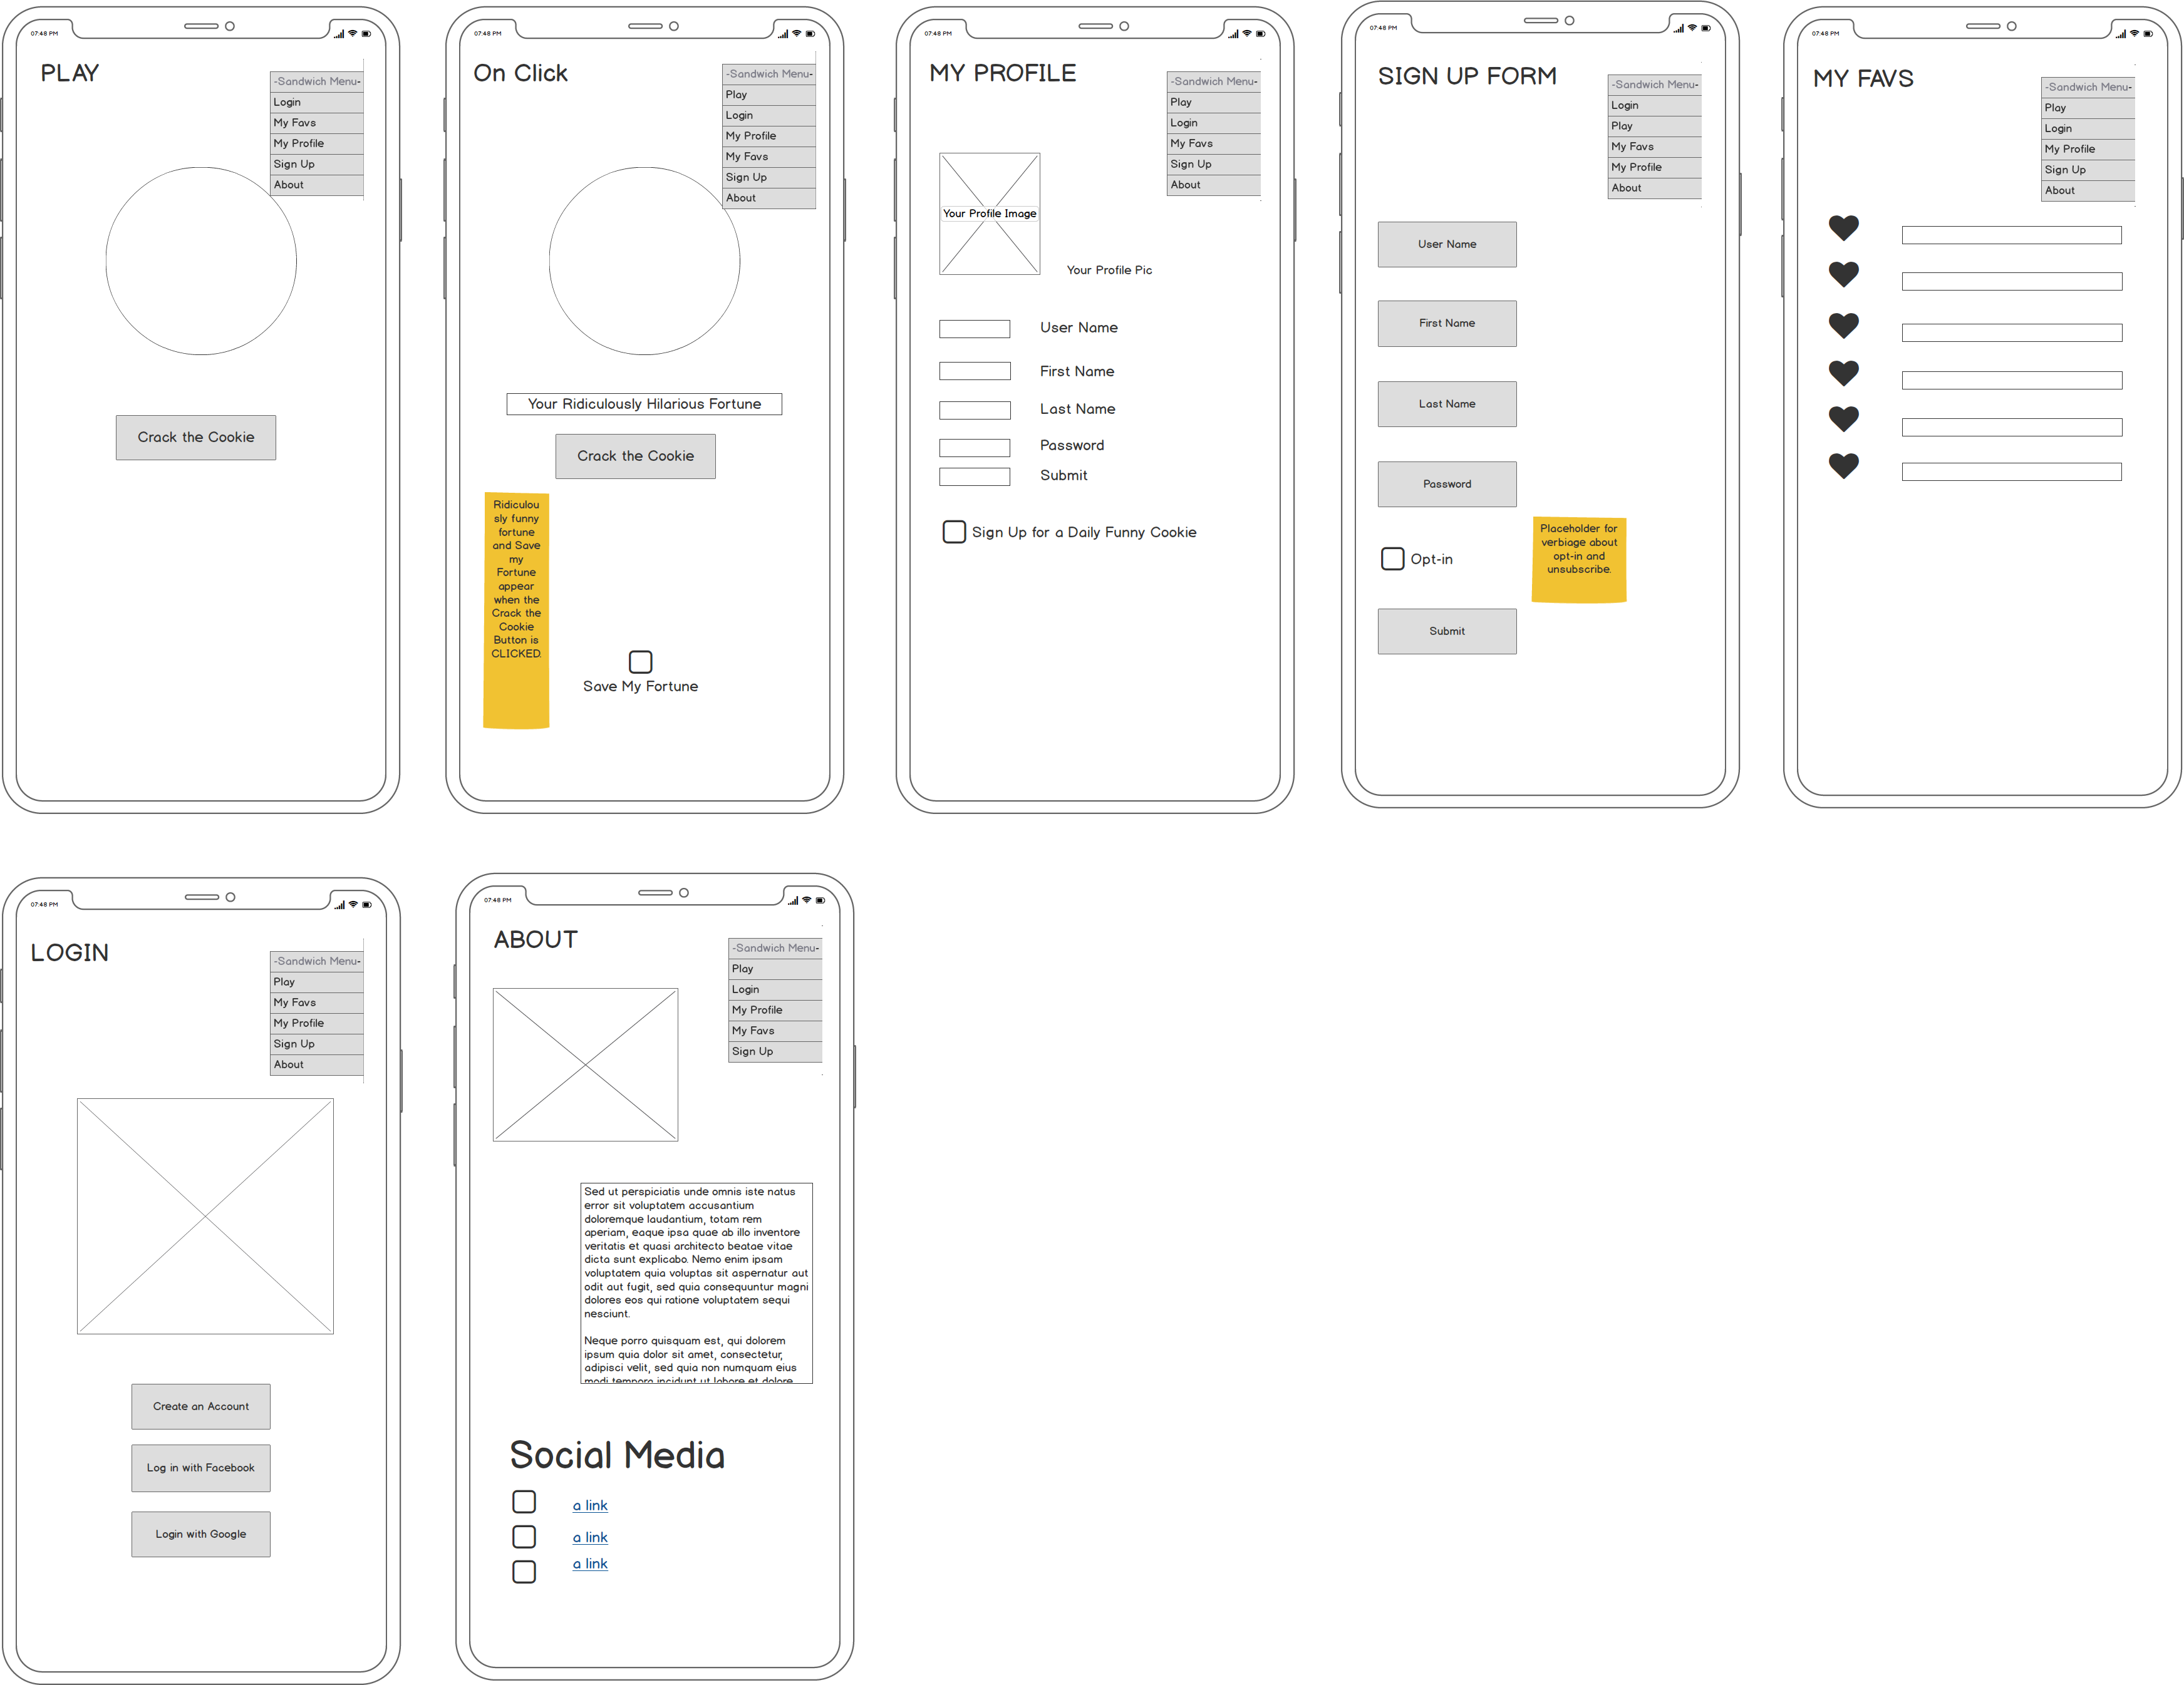 07:48 PM
PLAY
-Sandwich Menu-
Login
My Favs
My Profile
Sign Up
About
Crack the Cookie
07:48 PM
On Click
-Sandwich Menu-
Play
Login
My Profile
My Favs
Sign Up
About
Your Ridiculously Hilarious Fortune
Crack the Cookie
Ridiculou
sly funny
fortune
and Save
my
Fortune
appear
when the
Crack the
Cookie
Button is
CLICKED.
Save My Fortune
07:48 PM
MY PROFILE
-Sandwich Menu-
Play
Login
My Favs
Sign Up
About
Your Profile Image
Your Profile Pic
User Name
First Name
Last Name
Password
Submit
Sign Up for a Daily Funny Cookie
07:48 PM
SIGN UP FORM
-Sandwich Menu-
Login
Play
My Favs
My Profile
About
User Name
First Name
Last Name
Password
Placeholder for
verbiage about
opt-in and
unsubscribe.
Opt-in
Submit
07:48 PM
MY FAVS
-Sandwich Menu-
Play
Login
My Profile
Sign Up
About
07:48 PM
LOGIN
-Sandwich Menu-
Play
My Favs
My Profile
Sign Up
About
Create an Account
Log in with Facebook
Login with Google
07:48 PM
ABOUT
-Sandwich Menu-
Play
Login
My Profile
My Favs
Sign Up
Sed ut perspiciatis unde omnis iste natus
error sit voluptatem accusantium
doloremque laudantium, totam rem
aperiam, eaque ipsa quae ab illo inventore
veritatis et quasi architecto beatae vitae
dicta sunt explicabo. Nemo enim ipsam
voluptatem quia voluptas sit aspernatur aut
odit aut fugit, sed quia consequuntur magni
dolores eos qui ratione voluptatem sequi
nesciunt.
Neque porro quisquam est, qui dolorem
ipsum quia dolor sit amet, consectetur,
adipisci velit, sed quia non numquam eius
modi tempora incidunt ut labore et dolore
Social Media
a link
a link
a link